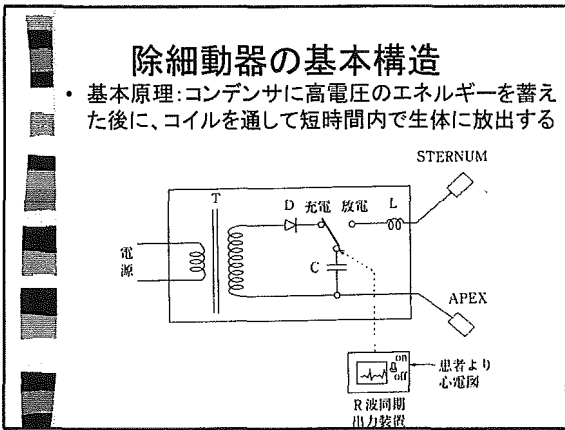 除細動器の基本構造
・ 基本原理:コンデンサに高電圧のエネルギーを蓄え
た後に、コイルを通して短時間内で生体に放出する
STERNUM
T
D 充電 放電 L
電
源
C
APEX
on
off
患者より
心電図
R波同期
出力装置